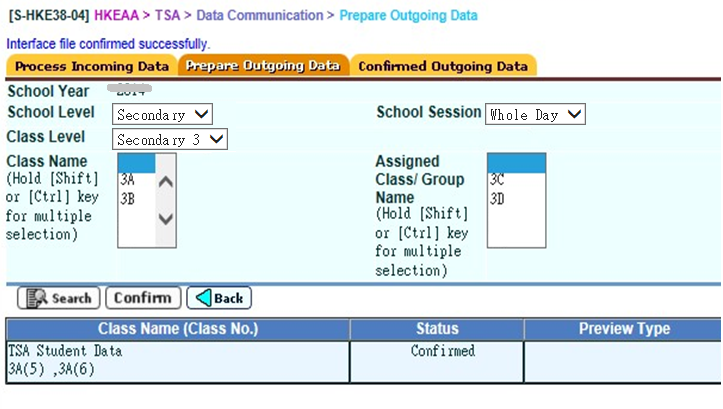 [S-HKE38-04] HKEAA > TSA > Data Communication > Prepare Outgoing Data
Interface file confirmed successfully.
Process Incoming Data Prepare Outgoing Data Confirmed Outgoing Data
School Year
School Level Secondary School Session Whole Day
Class Level Secondary 3
Class Name
(Hold [Shift]
or [Ctrl] key
for multiple
selection)
3A
3B
Assigned
Class/ Group
Name
(Hold [Shift]
or [Ctrl] key
for multiple
selection)
3C
3D
Search Confirm Back
Class Name (Class No.) Status Preview Type
TSA Student Data Confirmed
3A(5) ,3A(6)